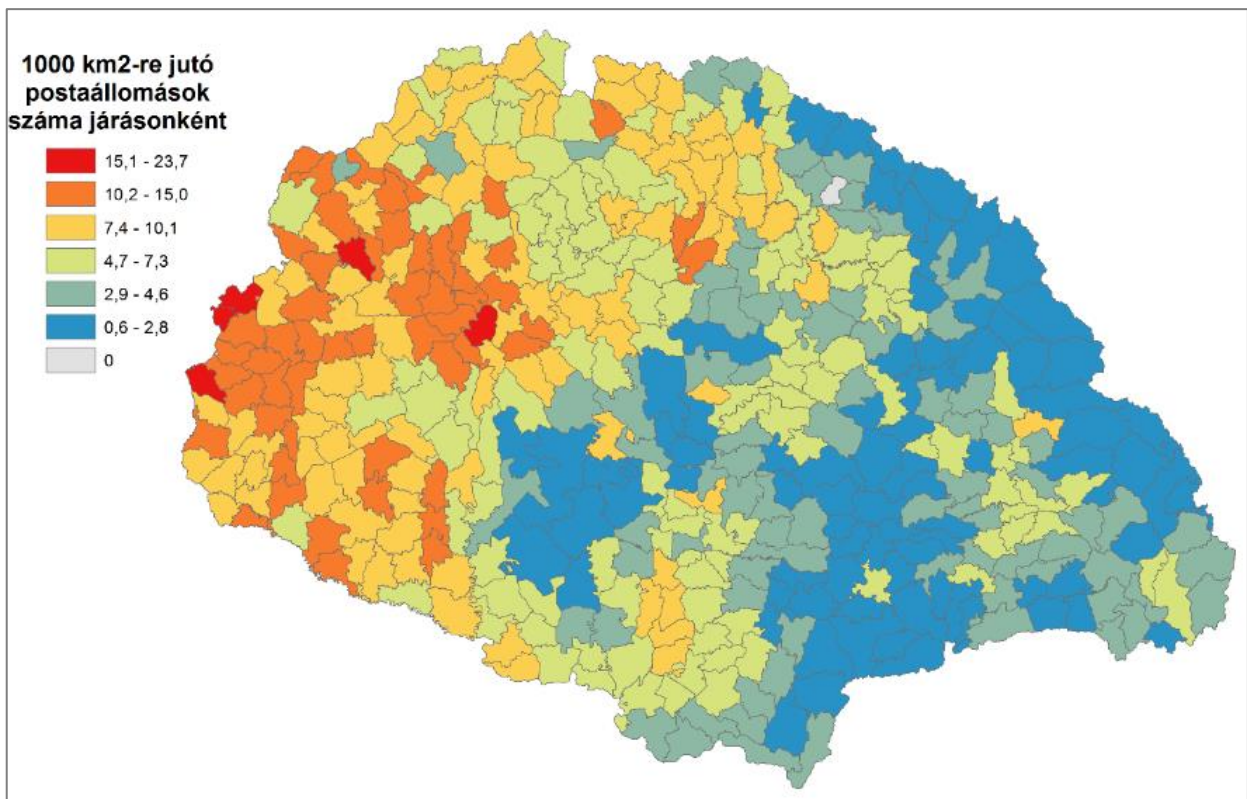 1000 km2-re jutó
postaállomások
száma járásonként
15,1 - 23,7
10,2 - 15,0
7,4 - 10,1
4,7 - 7,3
2,9 - 4,6
0,6 - 2,8
0